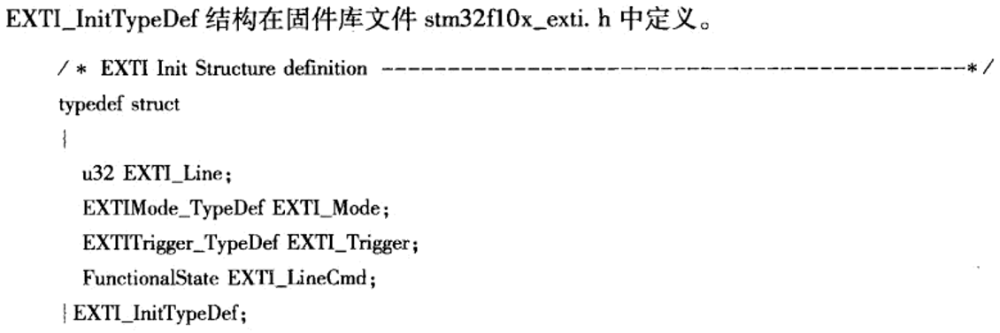 EXTI_InitTypeDef 结构在固件库文件 stm32f10x_exti. h 中定义。
/ * EXTI Init Structure definition --------------------------------------------* /
typedef struct
{
u32 EXTI_Line;
EXTIMode_TypeDef EXTI_Mode;
EXTITrigger_TypeDef EXTI_Trigger;
FunctionalState EXTI_LineCmd;
} EXTI_InitTypeDef;